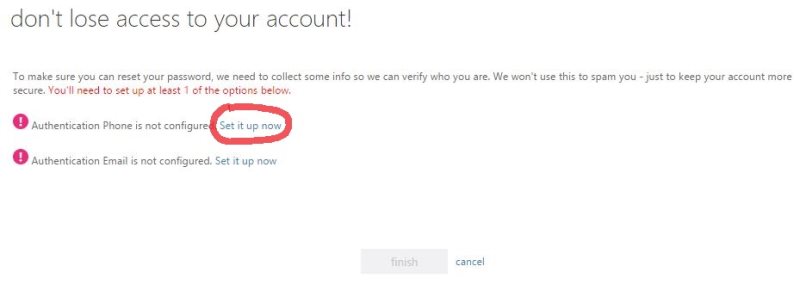 don't lose access to your account!
To make sure you can reset your password, we need to collect some info so we can verify who you are. We won't use this to spam you - just to keep your account more
secure. You'll need to set up at least 1 of the options below.
! Authentication Phone is not configured. Set it up now
! Authentication Email is not configured. Set it up now
finish cancel